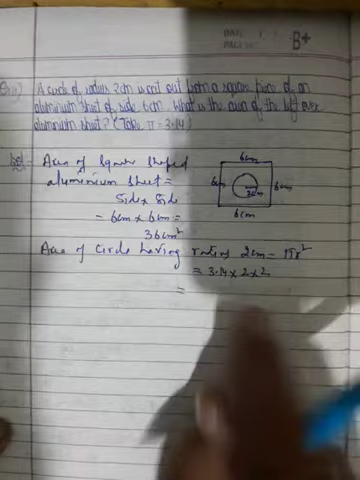 DATE
PAGE
B+
A circle of radius 2cm is cut out from a square piece of an
aluminium sheet of side 6cm. What is the area of the left over
aluminium sheet? (Take π = 3.14)
Sol:- Area of Square Shaped
aluminium sheet =
Side x Side
= 6cm x 6cm =
36cm²
6cm
6cm
2cm
6cm
6cm
Area of Circle having radius 2cm = πr²
= 3.14 x 2 x 2
=